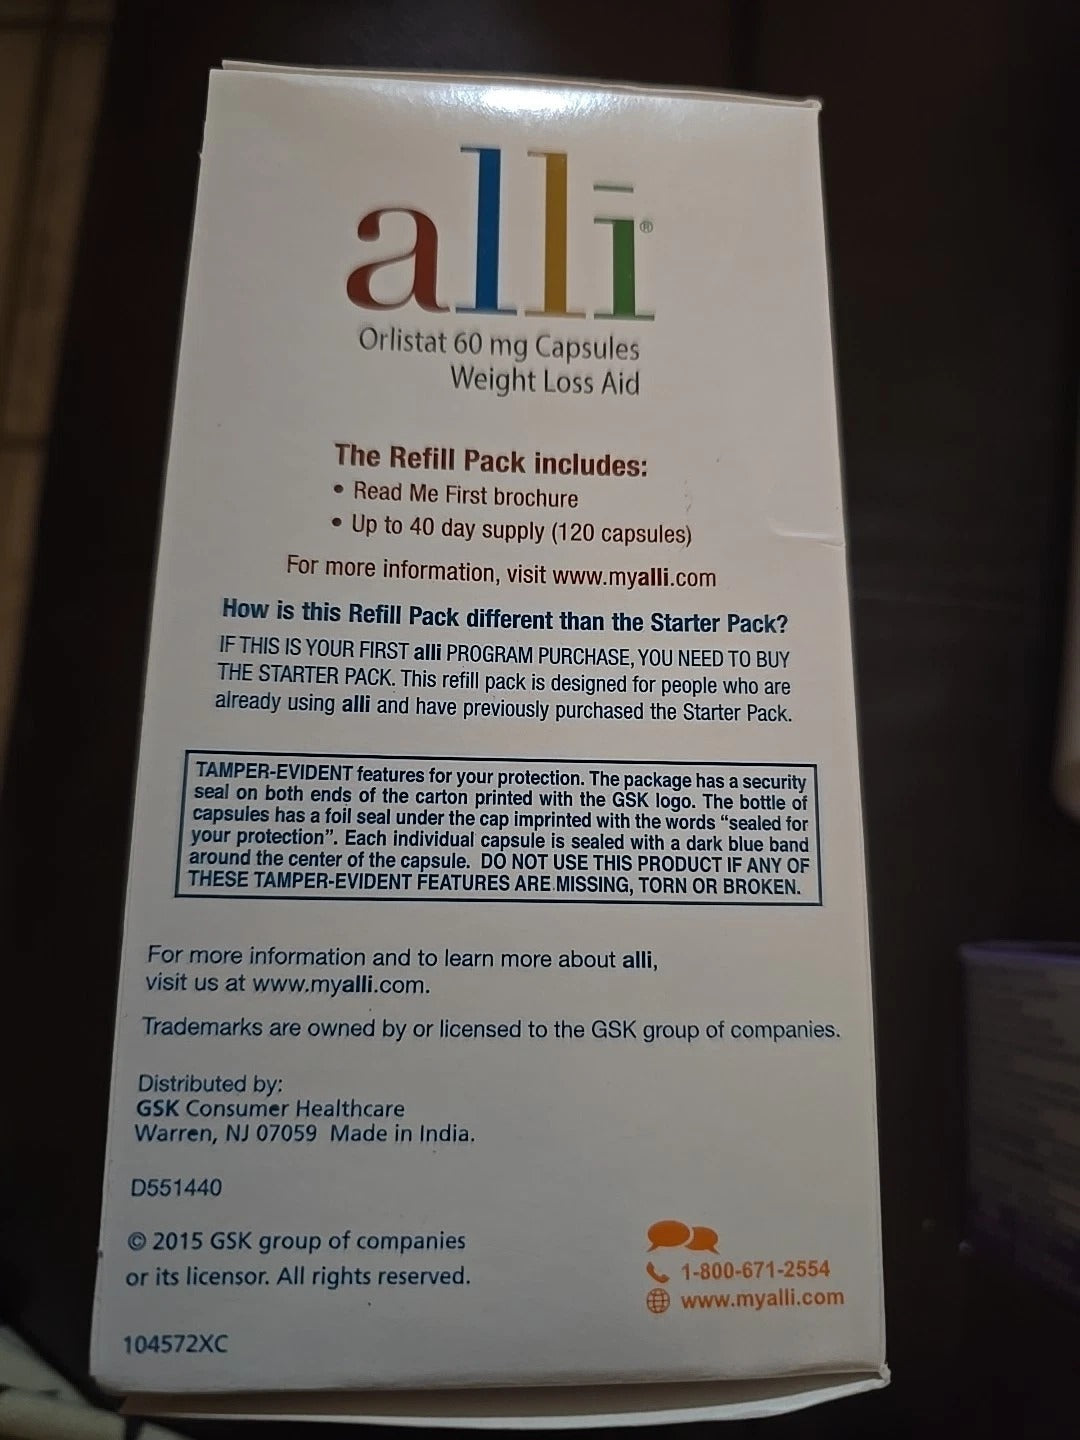 alli®
Orlistat 60 mg Capsules
Weight Loss Aid
The Refill Pack includes:
• Read Me First brochure
• Up to 40 day supply (120 capsules)
For more information, visit www.myalli.com
How is this Refill Pack different than the Starter Pack?
IF THIS IS YOUR FIRST alli PROGRAM PURCHASE, YOU NEED TO BUY
THE STARTER PACK. This refill pack is designed for people who are
already using alli and have previously purchased the Starter Pack.
TAMPER-EVIDENT features for your protection. The package has a security
seal on both ends of the carton printed with the GSK logo. The bottle of
capsules has a foil seal under the cap imprinted with the words “sealed for
your protection”. Each individual capsule is sealed with a dark blue band
around the center of the capsule. DO NOT USE THIS PRODUCT IF ANY OF
THESE TAMPER-EVIDENT FEATURES ARE MISSING, TORN OR BROKEN.
For more information and to learn more about alli,
visit us at www.myalli.com.
Trademarks are owned by or licensed to the GSK group of companies.
Distributed by:
GSK Consumer Healthcare
Warren, NJ 07059 Made in India.
D551440
© 2015 GSK group of companies
or its licensor. All rights reserved.
1-800-671-2554
www.myalli.com
104572XC